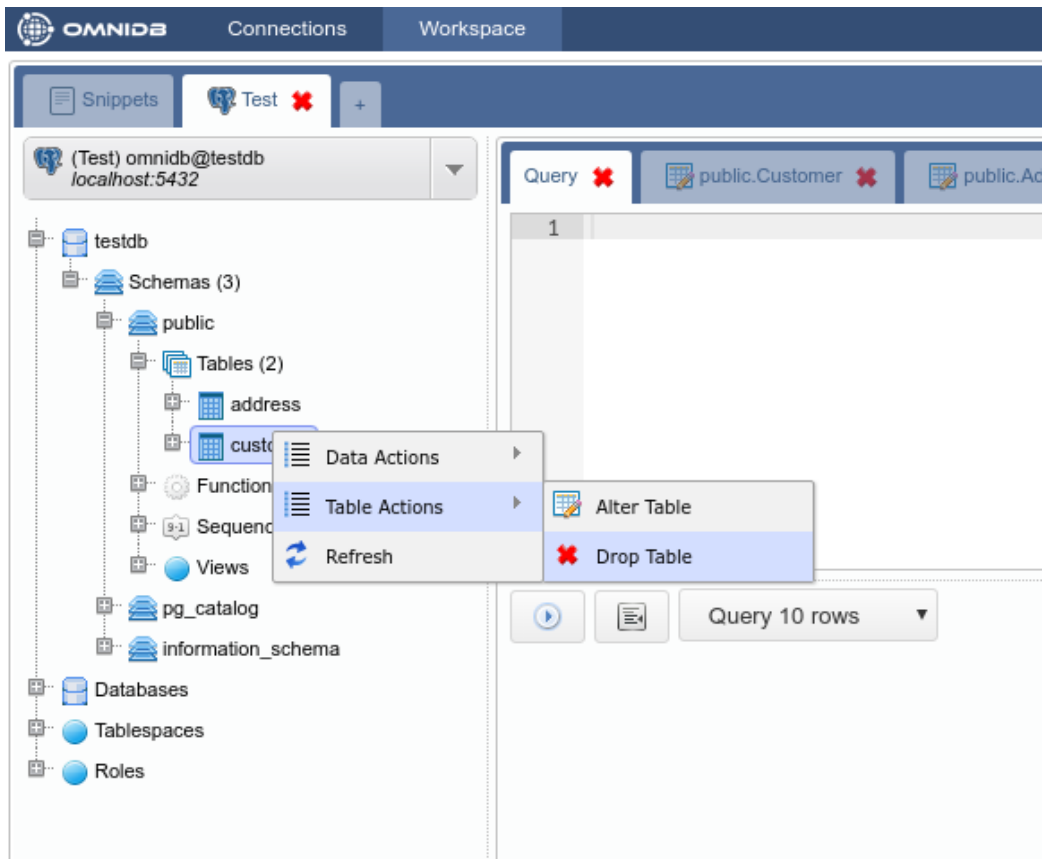 OMNIDB Connections Workspace
Snippets Test +
(Test) omnidb@testdb
localhost:5432
Query public.Customer public.Ad
1
testdb
Schemas (3)
public
Tables (2)
address
custo
Function
Sequenc
Views
pg_catalog
information_schema
Databases
Tablespaces
Roles
Data Actions
Table Actions
Refresh
Alter Table
Drop Table
Query 10 rows